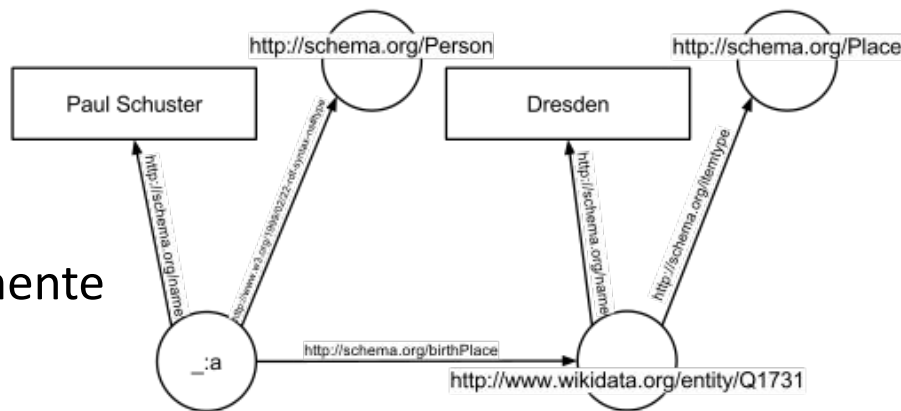 http://schema.org/Person
http://schema.org/Place
Paul Schuster
Dresden
http://schema.org/name
http://www.w3.org/1999/02/22-rdf-syntax-ns#type
http://schema.org/name
http://schema.org/itemtype
nente
_:a
http://schema.org/birthPlace
http://www.wikidata.org/entity/Q1731